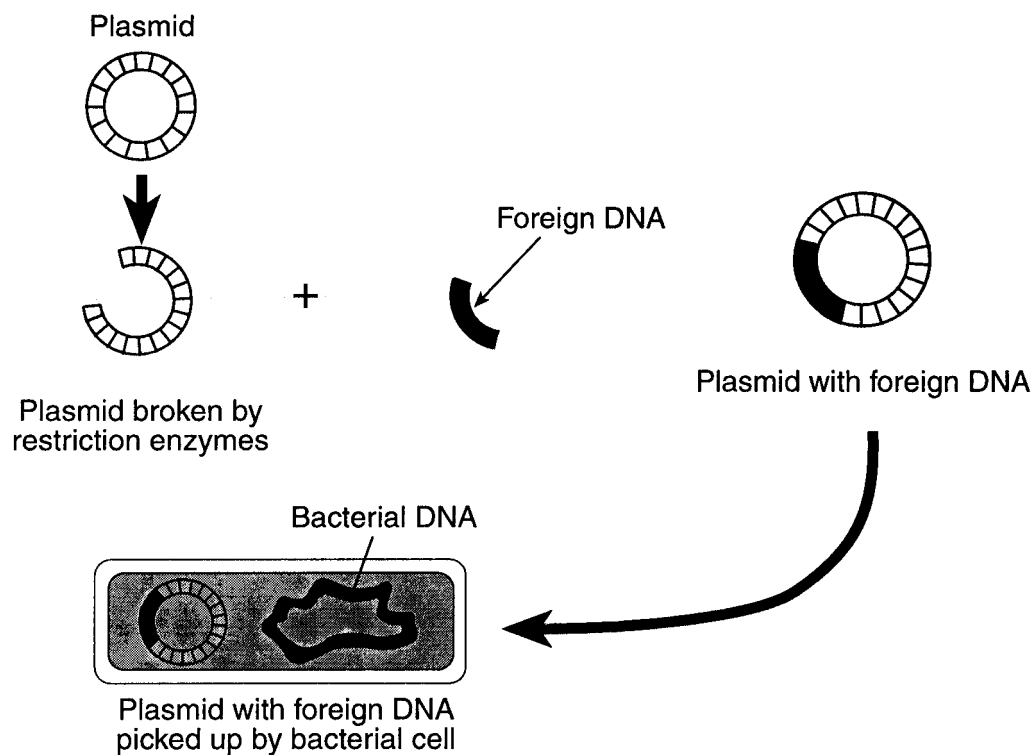 Plasmid
Foreign DNA
+
Plasmid with foreign DNA
Plasmid broken by
restriction enzymes
Bacterial DNA
Plasmid with foreign DNA
picked up by bacterial cell